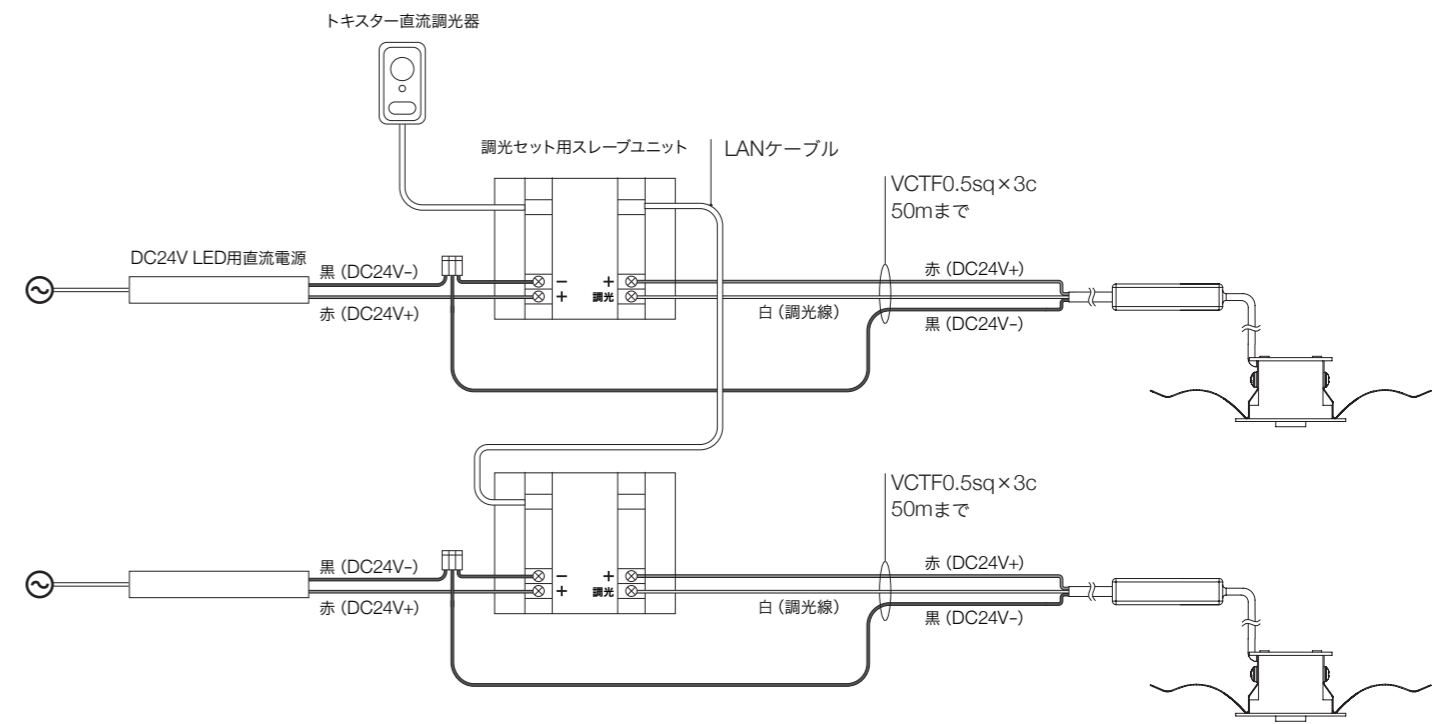 トキスター直流調光器
調光セット用スレーブユニット
LANケーブル
VCTF0.5sq×3c
50mまで
DC24V LED用直流電源
黒（DC24V-）
赤（DC24V+）
－
＋
＋
調光
赤（DC24V+）
白（調光線）
黒（DC24V-）
VCTF0.5sq×3c
50mまで
黒（DC24V-）
赤（DC24V+）
－
＋
＋
調光
赤（DC24V+）
白（調光線）
黒（DC24V-）